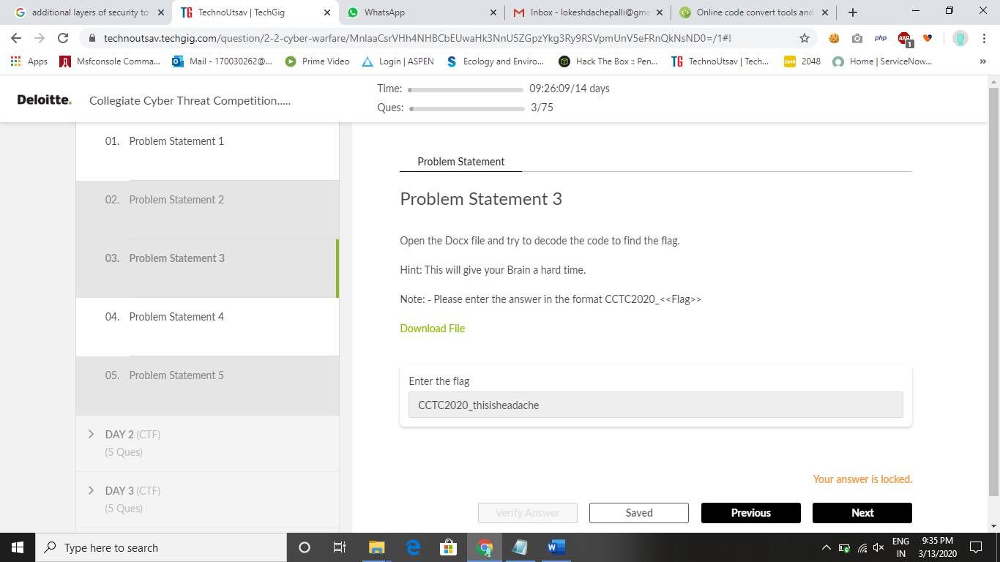 additional layers of security to
TechnoUtsav | TechGig
WhatsApp
Inbox - lokeshdachepalli@gma
Online code convert tools and
technoutsav.techgig.com/question/2-2-cyber-warfare/MnlaaCsrVHh4NHBCbEUwaHk3NnU5ZGpzYkg3Ry9RSVpmUnV5eFRnQkNsND0=/1#!
php
ABP
1
Apps
Msfconsole Comma...
Mail - 170030262@...
Prime Video
Login | ASPEN
Ecology and Enviro...
Hack The Box :: Pen...
TechnoUtsav | Tech...
2048
Home | ServiceNow...
Deloitte.
Collegiate Cyber Threat Competition.....
Time: 09:26:09/14 days
Ques: 3/75
01. Problem Statement 1
02. Problem Statement 2
03. Problem Statement 3
04. Problem Statement 4
05. Problem Statement 5
DAY 2 (CTF)
(5 Ques)
DAY 3 (CTF)
(5 Ques)
Problem Statement
Problem Statement 3
Open the Docx file and try to decode the code to find the flag.
Hint: This will give your Brain a hard time.
Note: - Please enter the answer in the format CCTC2020_<<Flag>>
Download File
Enter the flag
CCTC2020_thisisheadache
Your answer is locked.
Verify Answer
Saved
Previous
Next
Type here to search
ENG
IN
9:35 PM
3/13/2020